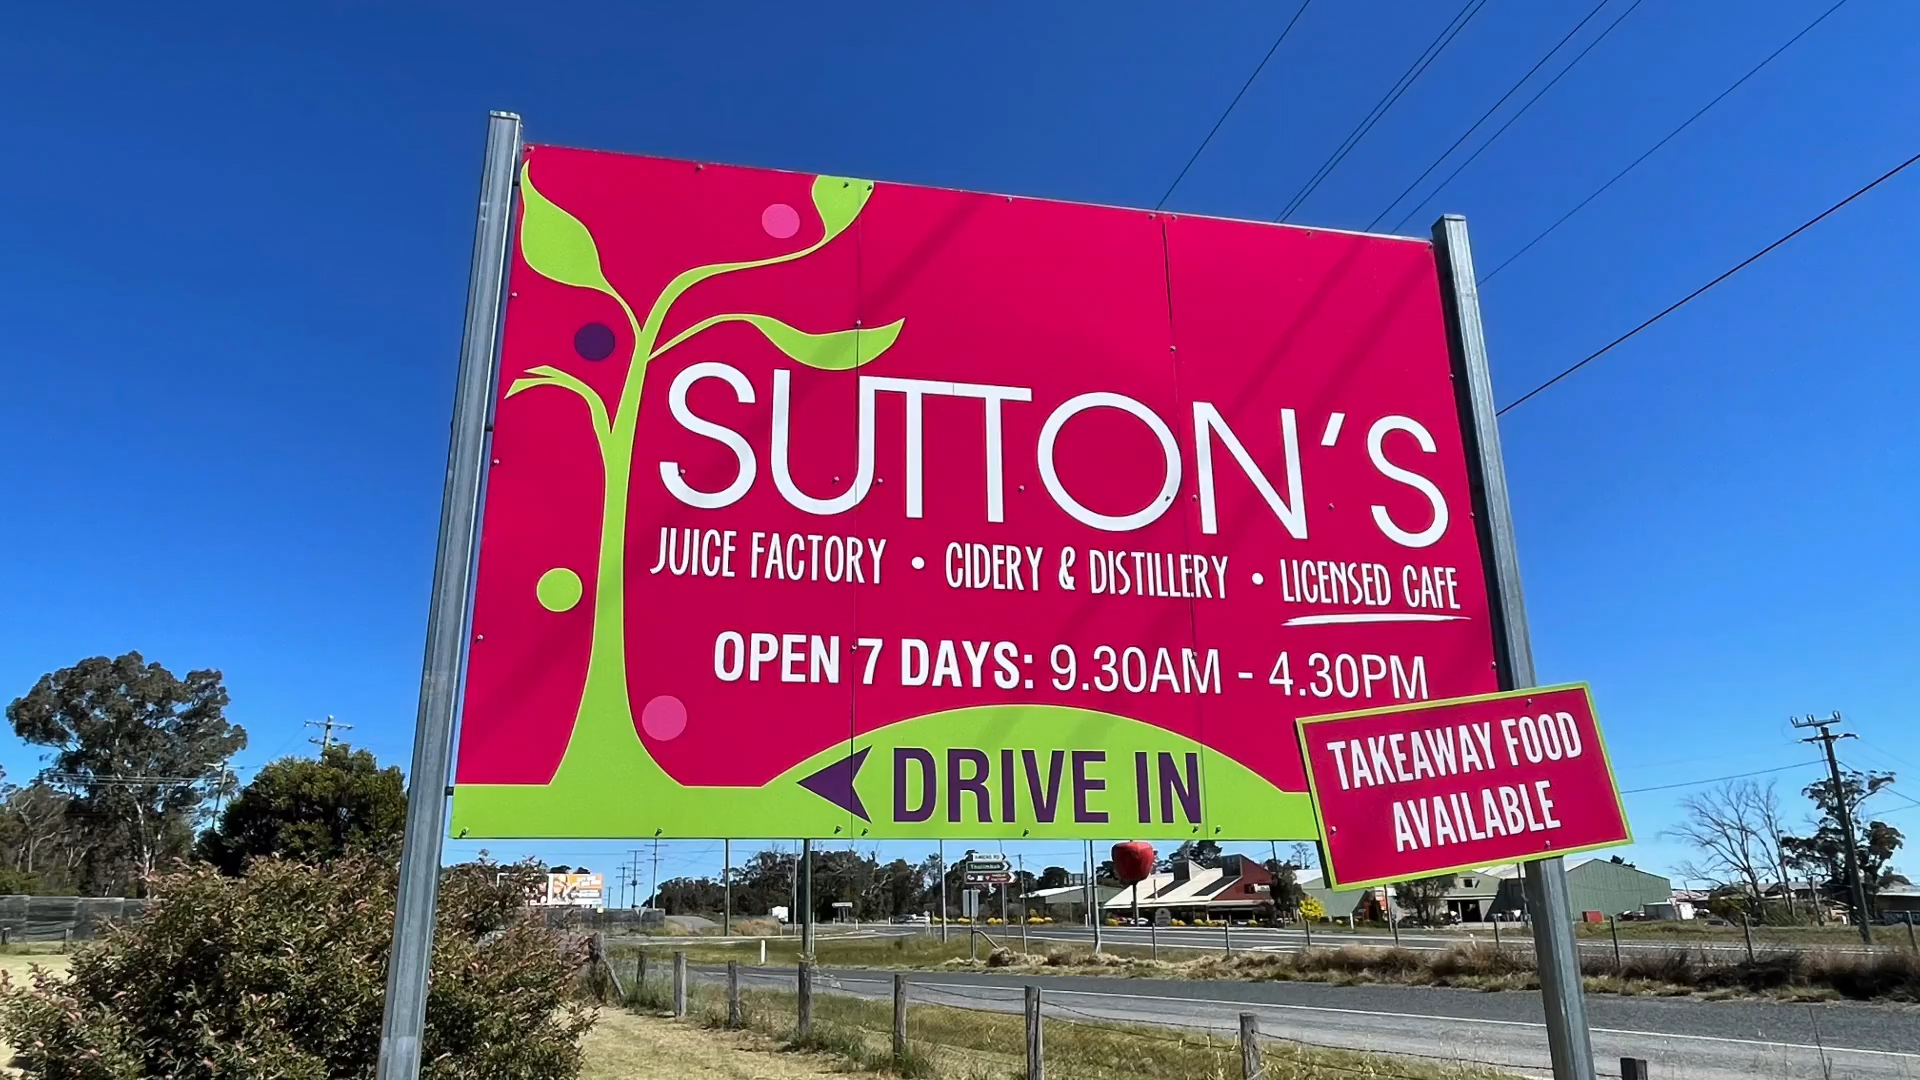 SUTTON'S
JUICE FACTORY • CIDERY & DISTILLERY • LICENSED CAFE
OPEN 7 DAYS: 9.30AM - 4.30PM
DRIVE IN
TAKEAWAY FOOD
AVAILABLE